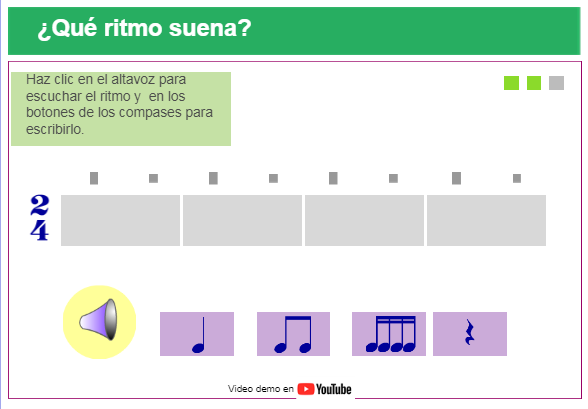 ¿Qué ritmo suena?
Haz clic en el altavoz para
escuchar el ritmo y  en los
botones de los compases para
escribirlo.
2
4
Video demo en YouTube